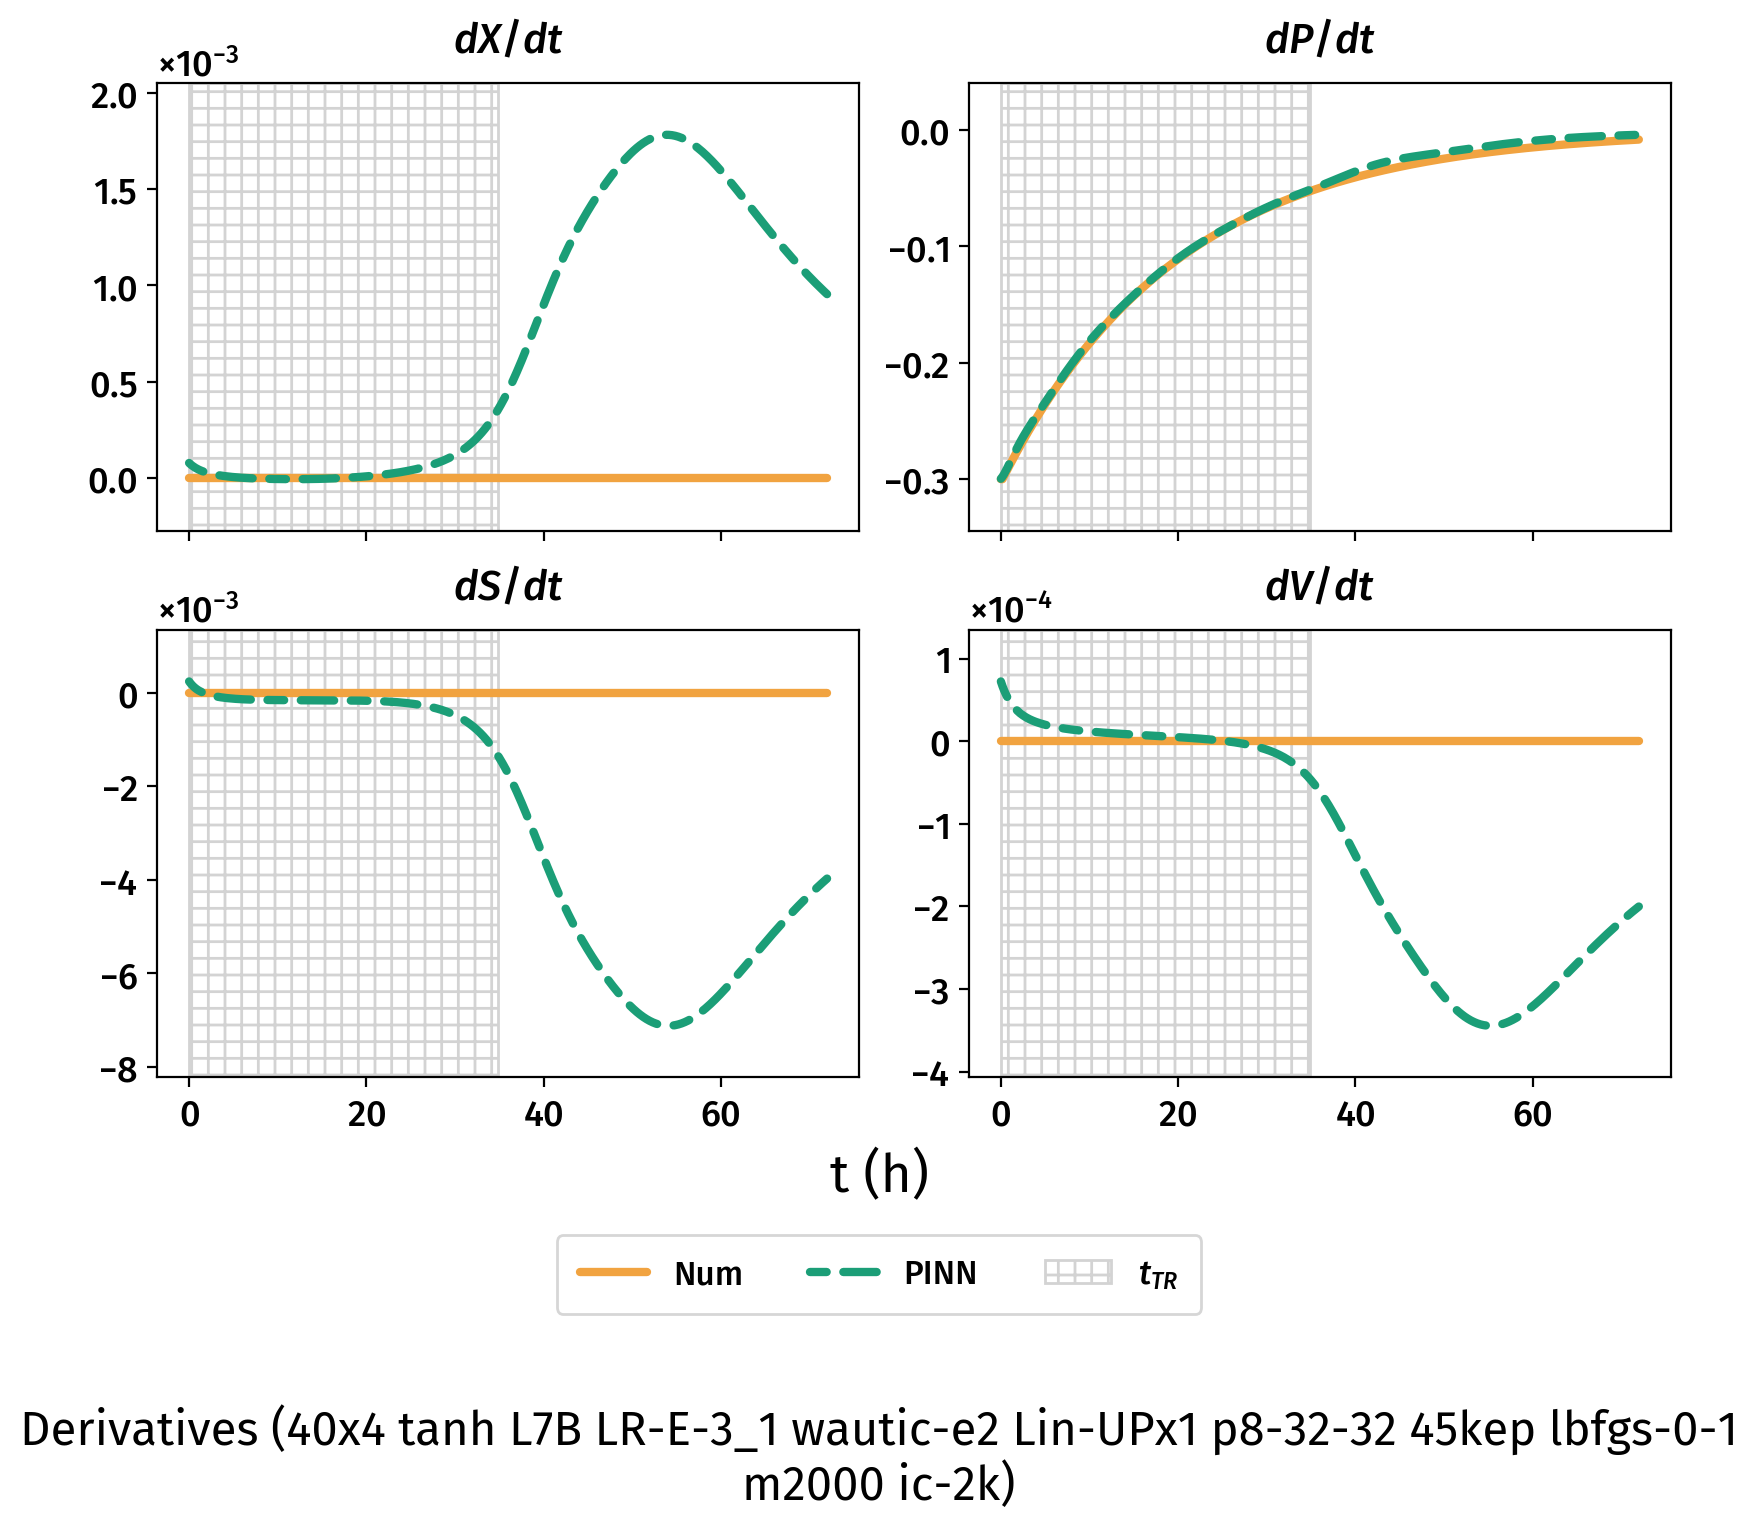 dX/dt
dP/dt
×10⁻³
2.0
1.5
1.0
0.5
0.0
0.0
−0.1
−0.2
−0.3
dS/dt
dV/dt
×10⁻³
×10⁻⁴
0
−2
−4
−6
−8
1
0
−1
−2
−3
−4
0 20 40 60
0 20 40 60
t (h)
Num PINN t_TR
Derivatives (40x4 tanh L7B LR-E-3_1 wautic-e2 Lin-UPx1 p8-32-32 45kep lbfgs-0-1
m2000 ic-2k)